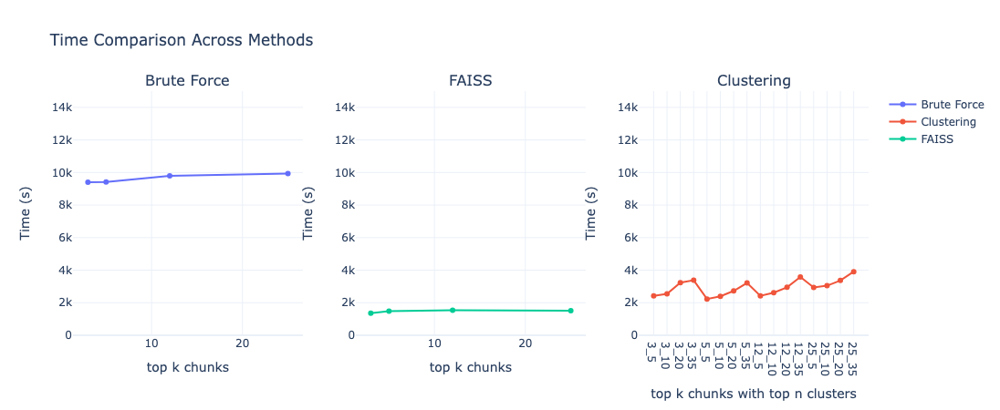 Time Comparison Across Methods
Brute Force
FAISS
Clustering
14k
12k
10k
8k
6k
4k
2k
0
10
20
Time (s)
top k chunks
14k
12k
10k
8k
6k
4k
2k
0
10
20
Time (s)
top k chunks
14k
12k
10k
8k
6k
4k
2k
0
3_5
3_10
3_20
3_35
5_5
5_10
5_20
5_35
12_5
12_10
12_20
12_35
25_5
25_10
25_20
25_35
Time (s)
top k chunks with top n clusters
Brute Force
Clustering
FAISS